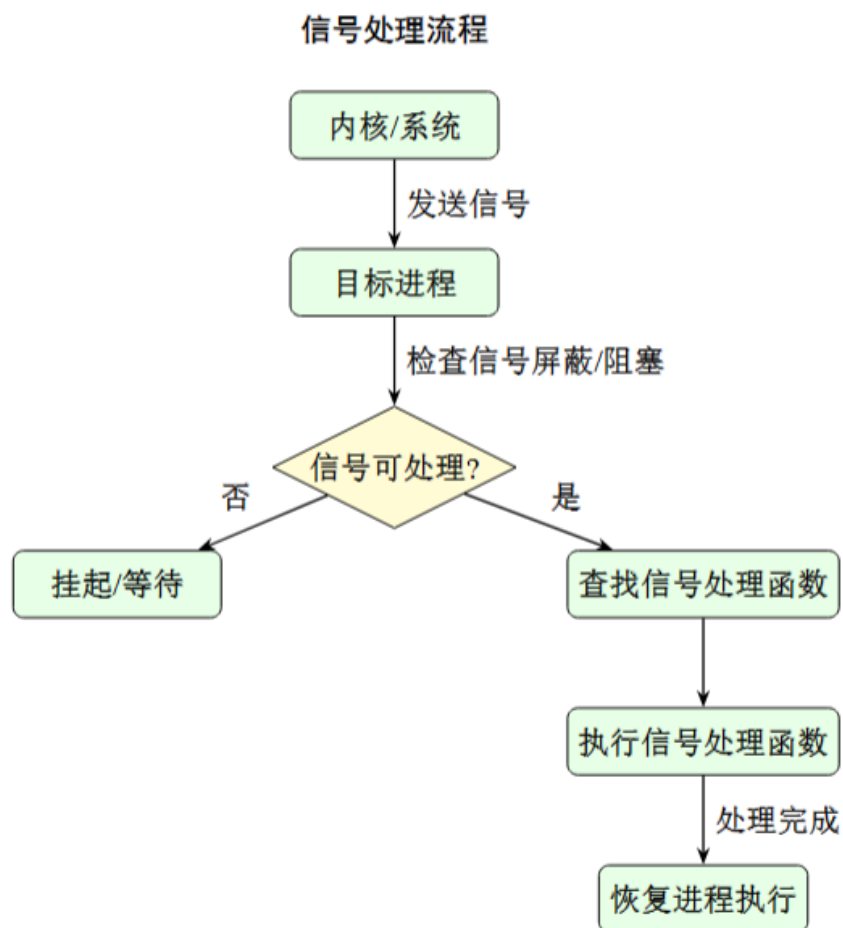 信号处理流程
内核/系统
发送信号
目标进程
检查信号屏蔽/阻塞
信号可处理?
否
是
挂起/等待
查找信号处理函数
执行信号处理函数
处理完成
恢复进程执行